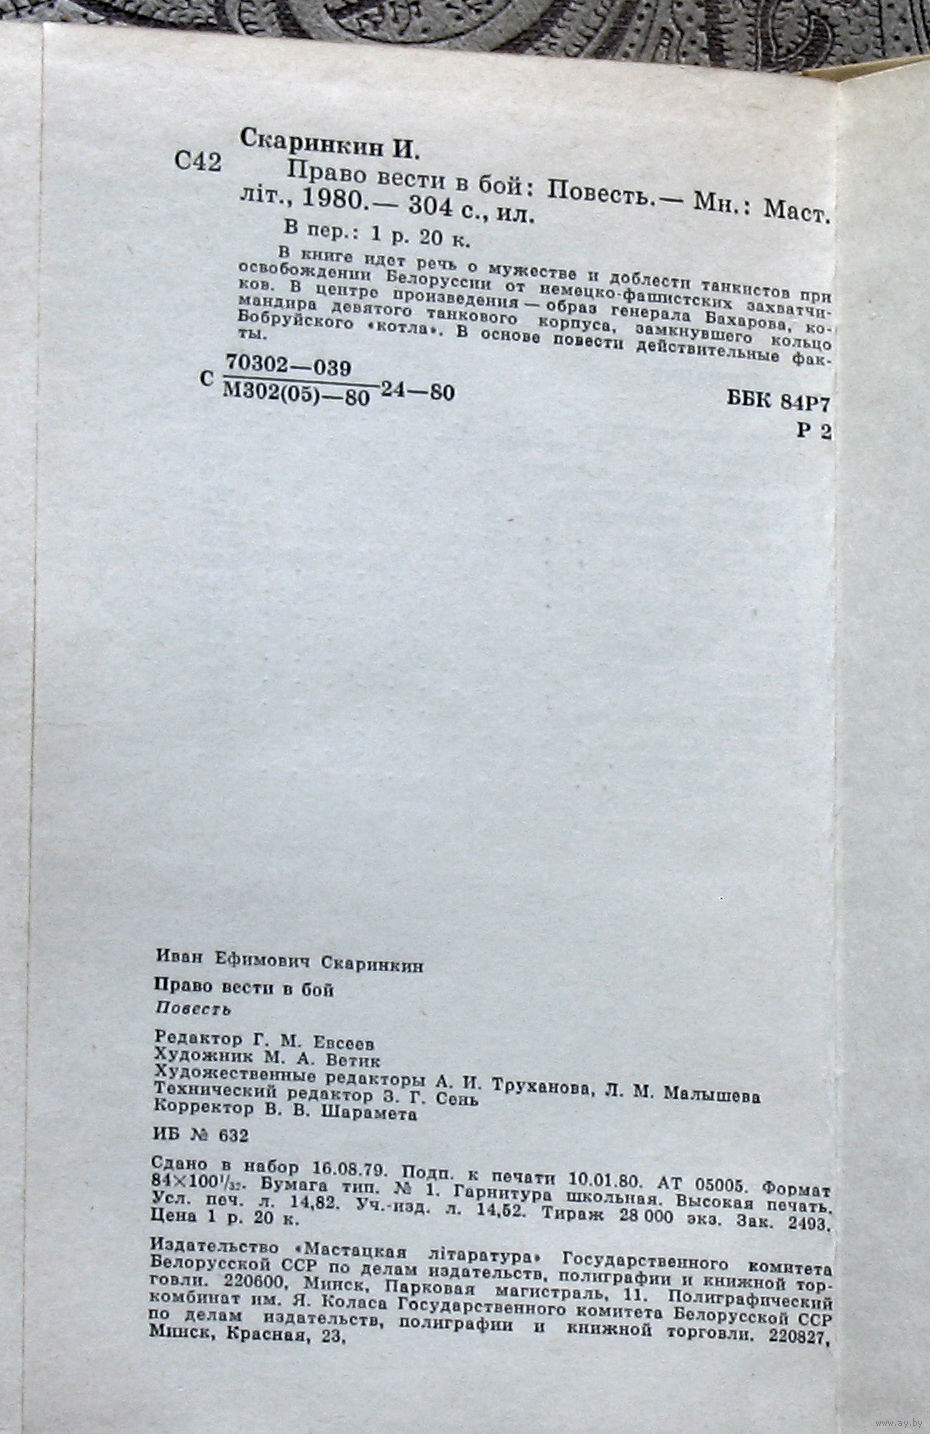 Скаринкин И.
С42 Право вести в бой: Повесть.— Мн.: Маст.
літ., 1980.— 304 с., ил.
В пер.: 1 р. 20 к.
В книге идет речь о мужестве и доблести танкистов при
освобождении Белоруссии от немецко-фашистских захватчи-
ков. В центре произведения — образ генерала Бахарова, ко-
мандира девятого танкового корпуса, замкнувшего кольцо
Бобруйского «котла». В основе повести действительные фак-
ты.
70302—039
С 24—80
М302(05)—80
ББК 84Р7
Р 2
Иван Ефимович Скаринкин
Право вести в бой
Повесть
Редактор Г. М. Евсеев
Художник М. А. Ветик
Художественные редакторы А. И. Труханова, Л. М. Малышева
Технический редактор З. Г. Сень
Корректор В. В. Шарамета
ИБ № 632
Сдано в набор 16.08.79. Подп. к печати 10.01.80. АТ 05005. Формат
84×100¹/₃₂. Бумага тип. № 1. Гарнитура школьная. Высокая печать.
Усл. печ. л. 14,82. Уч.-изд. л. 14,52. Тираж 28 000 экз. Зак. 2493.
Цена 1 р. 20 к.
Издательство «Мастацкая літаратура» Государственного комитета
Белорусской ССР по делам издательств, полиграфии и книжной тор-
говли. 220600, Минск, Парковая магистраль, 11. Полиграфический
комбинат им. Я. Коласа Государственного комитета Белорусской ССР
по делам издательств, полиграфии и книжной торговли. 220827,
Минск, Красная, 23,
www.ay.by